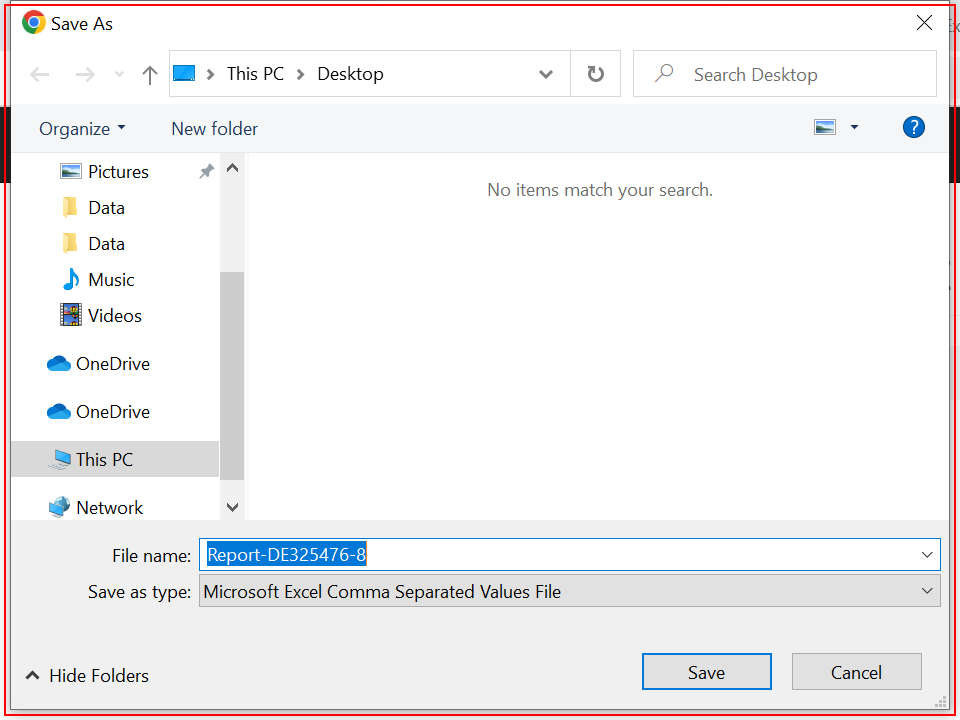 Save As
This PC > Desktop
Search Desktop
Organize
New folder
?
Pictures
Data
Data
Music
Videos
OneDrive
OneDrive
This PC
Network
No items match your search.
File name: Report-DE325476-8
Save as type: Microsoft Excel Comma Separated Values File
Hide Folders
Save
Cancel